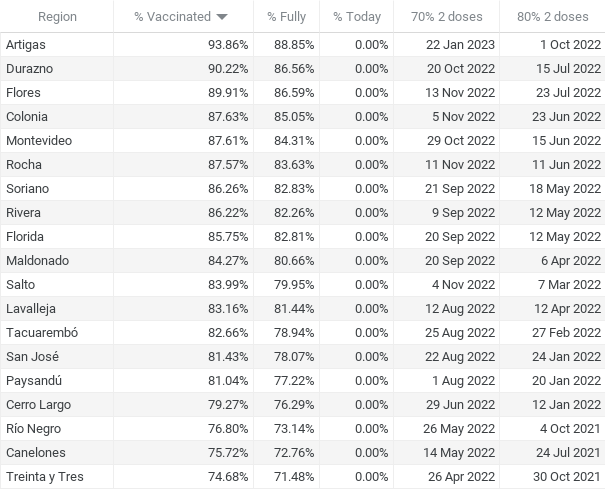 Region % Vaccinated % Fully % Today 70% 2 doses 80% 2 doses
Artigas 93.86% 88.85% 0.00% 22 Jan 2023 1 Oct 2022
Durazno 90.22% 86.56% 0.00% 20 Oct 2022 15 Jul 2022
Flores 89.91% 86.59% 0.00% 13 Nov 2022 23 Jul 2022
Colonia 87.63% 85.05% 0.00% 5 Nov 2022 23 Jun 2022
Montevideo 87.61% 84.31% 0.00% 29 Oct 2022 15 Jun 2022
Rocha 87.57% 83.63% 0.00% 11 Nov 2022 11 Jun 2022
Soriano 86.26% 82.83% 0.00% 21 Sep 2022 18 May 2022
Rivera 86.22% 82.26% 0.00% 9 Sep 2022 12 May 2022
Florida 85.75% 82.81% 0.00% 20 Sep 2022 12 May 2022
Maldonado 84.27% 80.66% 0.00% 20 Sep 2022 6 Apr 2022
Salto 83.99% 79.95% 0.00% 4 Nov 2022 7 Mar 2022
Lavalleja 83.16% 81.44% 0.00% 12 Aug 2022 12 Apr 2022
Tacuarembó 82.66% 78.94% 0.00% 25 Aug 2022 27 Feb 2022
San José 81.43% 78.07% 0.00% 22 Aug 2022 24 Jan 2022
Paysandú 81.04% 77.22% 0.00% 1 Aug 2022 20 Jan 2022
Cerro Largo 79.27% 76.29% 0.00% 29 Jun 2022 12 Jan 2022
Río Negro 76.80% 73.14% 0.00% 26 May 2022 4 Oct 2021
Canelones 75.72% 72.76% 0.00% 14 May 2022 24 Jul 2021
Treinta y Tres 74.68% 71.48% 0.00% 26 Apr 2022 30 Oct 2021